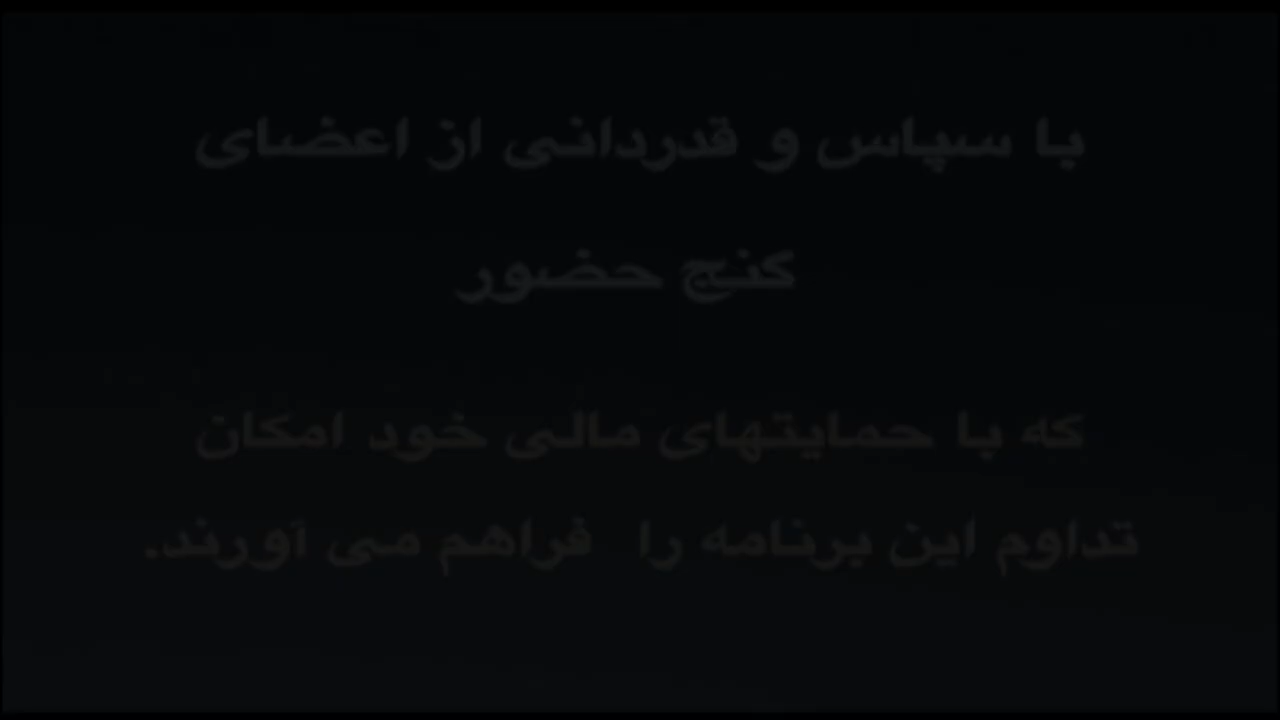 با سپاس و قدردانی از اعضای
کنج حضور
که با حمایتهای مالی خود امکان
تداوم این برنامه را فراهم می آورند.